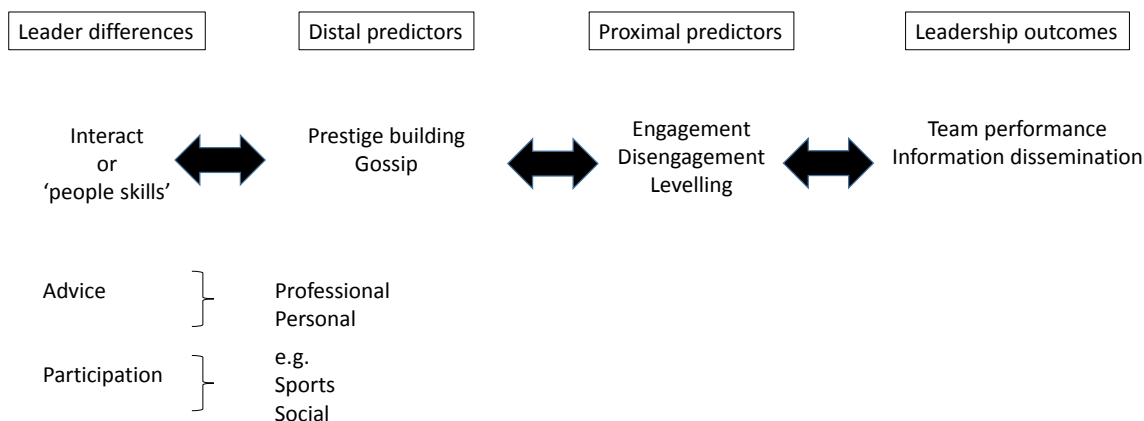 Leader differences
Distal predictors
Proximal predictors
Leadership outcomes
Interact
or
‘people skills’
Prestige building
Gossip
Engagement
Disengagement
Levelling
Team performance
Information dissemination
Advice
Professional
Personal
Participation
e.g.
Sports
Social